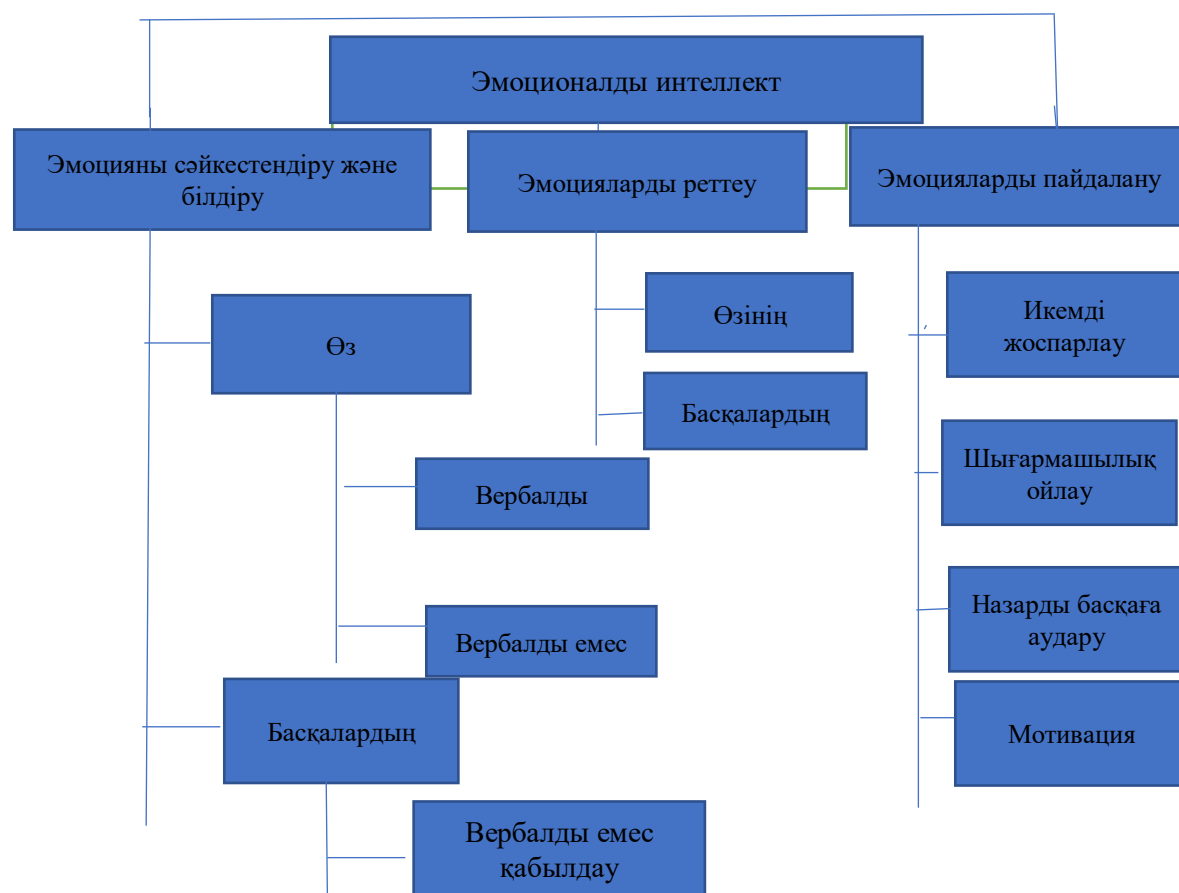 Эмоционалды интеллект
Эмоцияны сәйкестендіру және
білдіру
Эмоцияларды реттеу
Эмоцияларды пайдалану
Өз
Вербалды
Вербалды емес
Басқалардың
Вербалды емес
қабылдау
Өзінің
Басқалардың
Икемді
жоспарлау
Шығармашылық
ойлау
Назарды басқаға
аудару
Мотивация